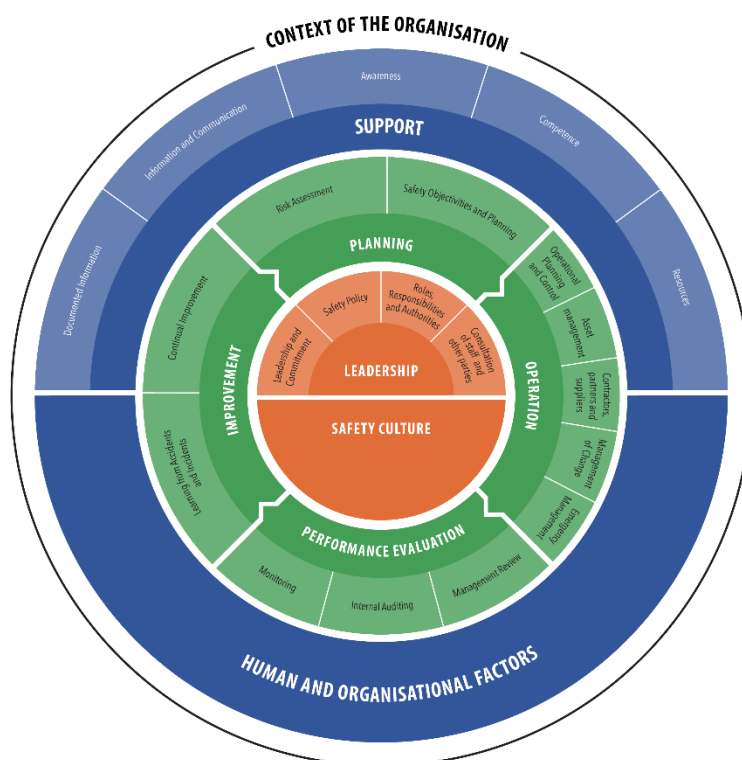 CONTEXT OF THE ORGANISATION
Awareness
Information and Communication
Competence
Documented Information
Resources
SUPPORT
Risk Assessment
Safety Objectivities and Planning
PLANNING
Continual Improvement
Learning from Accidents
and Incidents
IMPROVEMENT
Operational
Planning
and Control
Asset
management
Contractors,
partners and
suppliers
Management
of Change
Emergency
Management
OPERATION
Leadership and
Commitment
Safety Policy
Roles,
Responsibilities
and Authorities
Consultation
of staff and
other parties
LEADERSHIP
SAFETY CULTURE
PERFORMANCE EVALUATION
Monitoring
Internal Auditing
Management Review
HUMAN AND ORGANISATIONAL FACTORS